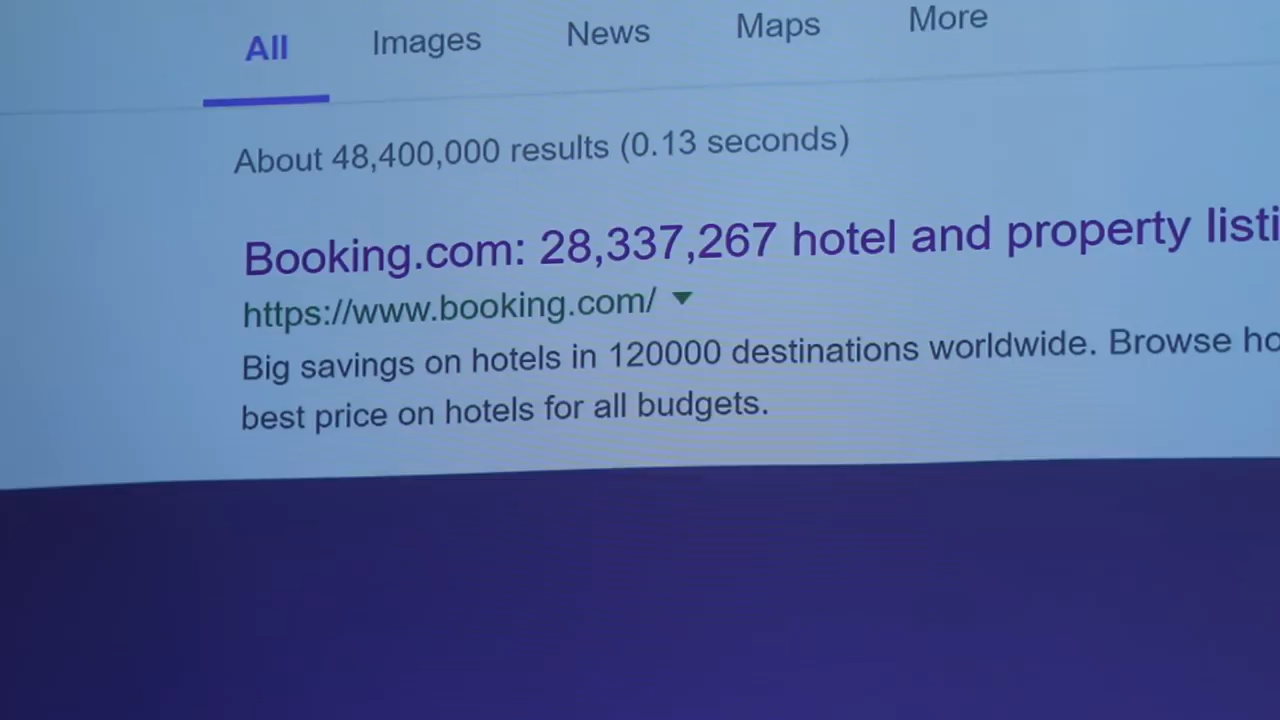 All Images News Maps More
About 48,400,000 results (0.13 seconds)
Booking.com: 28,337,267 hotel and property
https://www.booking.com/
Big savings on hotels in 120000 destinations worldwide. Browse
best price on hotels for all budgets.